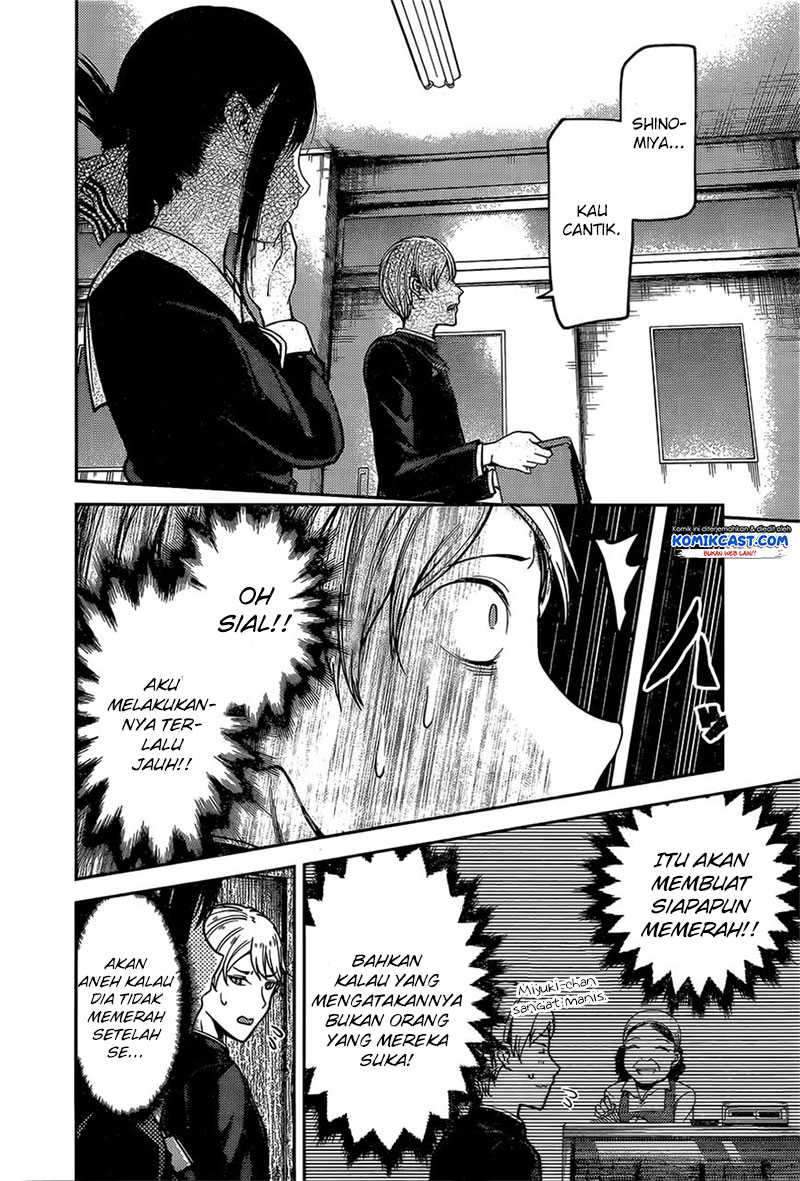 SHINO-
MIYA...
KAU
CANTIK.
Komik ini diterjemahkan & diedit oleh
KOMIKCAST.COM
BUKAN WEB LAIN!!
OH
SIAL!!
AKU
MELAKUKAN-
NYA TER-
LALU
JAUH!!
ITU AKAN
MEMBUAT
SIAPAPUN
MEMERAH!!
BAHKAN
KALAU YANG
MENGATAKANNYA
BUKAN ORANG
YANG MEREKA
SUKA!
Miyuki-chan
sangat manis.
AKAN
ANEH KALAU
DIA TIDAK
MEMERAH
SETELAH
SE...